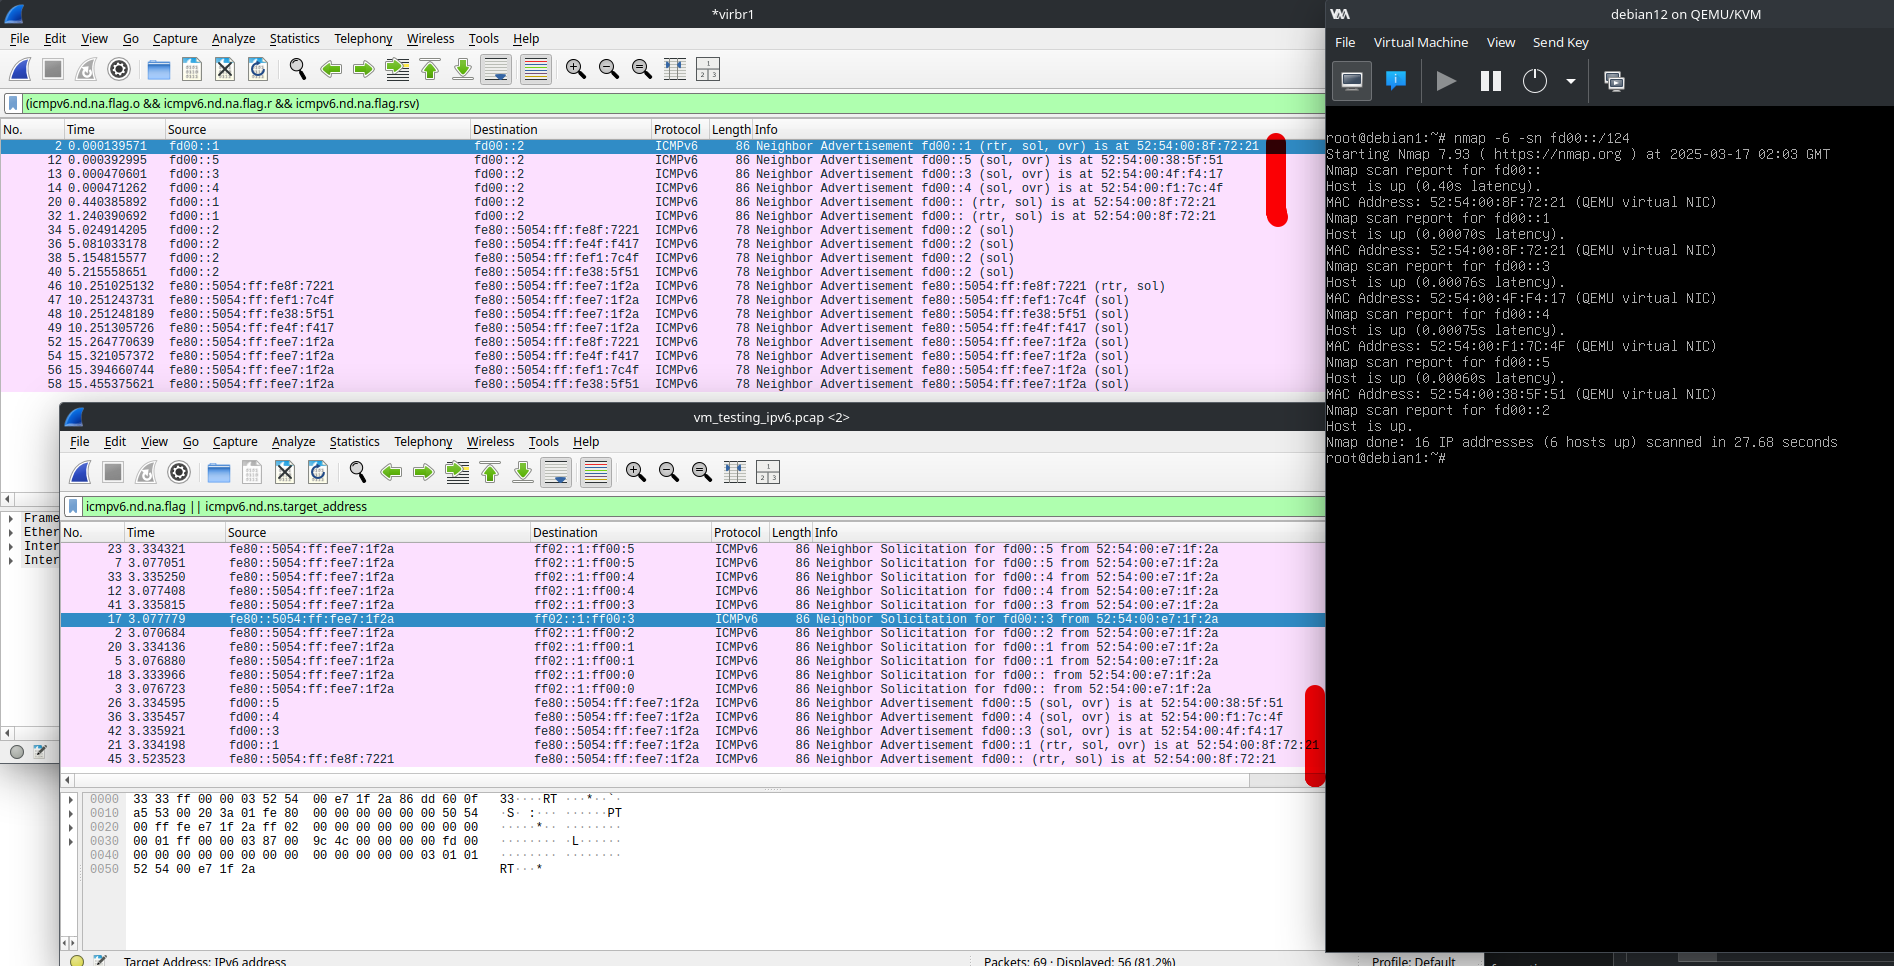 *virbr1
File Edit View Go Capture Analyze Statistics Telephony Wireless Tools Help
(icmpv6.nd.na.flag.o && icmpv6.nd.na.flag.r && icmpv6.nd.na.flag.rsv)
No. Time Source Destination Protocol Length Info
2 0.000139571 fd00::1 fd00::2 ICMPv6 86 Neighbor Advertisement fd00::1 (rtr, sol, ovr) is at 52:54:00:8f:72:21
12 0.000392995 fd00::5 fd00::2 ICMPv6 86 Neighbor Advertisement fd00::5 (sol, ovr) is at 52:54:00:38:5f:51
13 0.000470601 fd00::3 fd00::2 ICMPv6 86 Neighbor Advertisement fd00::3 (sol, ovr) is at 52:54:00:4f:f4:17
14 0.000471262 fd00::4 fd00::2 ICMPv6 86 Neighbor Advertisement fd00::4 (sol, ovr) is at 52:54:00:f1:7c:4f
20 0.440385892 fd00::1 fd00::2 ICMPv6 86 Neighbor Advertisement fd00:: (rtr, sol) is at 52:54:00:8f:72:21
32 1.240390692 fd00::1 fd00::2 ICMPv6 86 Neighbor Advertisement fd00:: (rtr, sol) is at 52:54:00:8f:72:21
34 5.024914205 fd00::2 fe80::5054:ff:fe8f:7221 ICMPv6 78 Neighbor Advertisement fd00::2 (sol)
36 5.081033178 fd00::2 fe80::5054:ff:fe4f:f417 ICMPv6 78 Neighbor Advertisement fd00::2 (sol)
38 5.154815577 fd00::2 fe80::5054:ff:fef1:7c4f ICMPv6 78 Neighbor Advertisement fd00::2 (sol)
40 5.215558651 fd00::2 fe80::5054:ff:fe38:5f51 ICMPv6 78 Neighbor Advertisement fd00::2 (sol)
46 10.251025132 fe80::5054:ff:fe8f:7221 fe80::5054:ff:fee7:1f2a ICMPv6 78 Neighbor Advertisement fe80::5054:ff:fe8f:7221 (rtr, sol)
47 10.251243731 fe80::5054:ff:fef1:7c4f fe80::5054:ff:fee7:1f2a ICMPv6 78 Neighbor Advertisement fe80::5054:ff:fef1:7c4f (sol)
48 10.251248189 fe80::5054:ff:fe38:5f51 fe80::5054:ff:fee7:1f2a ICMPv6 78 Neighbor Advertisement fe80::5054:ff:fe38:5f51 (sol)
49 10.251305726 fe80::5054:ff:fe4f:f417 fe80::5054:ff:fee7:1f2a ICMPv6 78 Neighbor Advertisement fe80::5054:ff:fe4f:f417 (sol)
52 15.264770639 fe80::5054:ff:fee7:1f2a fe80::5054:ff:fe8f:7221 ICMPv6 78 Neighbor Advertisement fe80::5054:ff:fee7:1f2a (sol)
54 15.321057372 fe80::5054:ff:fee7:1f2a fe80::5054:ff:fe4f:f417 ICMPv6 78 Neighbor Advertisement fe80::5054:ff:fee7:1f2a (sol)
56 15.394660744 fe80::5054:ff:fee7:1f2a fe80::5054:ff:fef1:7c4f ICMPv6 78 Neighbor Advertisement fe80::5054:ff:fee7:1f2a (sol)
58 15.455375621 fe80::5054:ff:fee7:1f2a fe80::5054:ff:fe38:5f51 ICMPv6 78 Neighbor Advertisement fe80::5054:ff:fee7:1f2a (sol)
Frame
Ether
Inter
Inter
vm_testing_ipv6.pcap <2>
File Edit View Go Capture Analyze Statistics Telephony Wireless Tools Help
icmpv6.nd.na.flag || icmpv6.nd.ns.target_address
No. Time Source Destination Protocol Length Info
23 3.334321 fe80::5054:ff:fee7:1f2a ff02::1:ff00:5 ICMPv6 86 Neighbor Solicitation for fd00::5 from 52:54:00:e7:1f:2a
7 3.077051 fe80::5054:ff:fee7:1f2a ff02::1:ff00:5 ICMPv6 86 Neighbor Solicitation for fd00::5 from 52:54:00:e7:1f:2a
33 3.335250 fe80::5054:ff:fee7:1f2a ff02::1:ff00:4 ICMPv6 86 Neighbor Solicitation for fd00::4 from 52:54:00:e7:1f:2a
12 3.077408 fe80::5054:ff:fee7:1f2a ff02::1:ff00:4 ICMPv6 86 Neighbor Solicitation for fd00::4 from 52:54:00:e7:1f:2a
41 3.335815 fe80::5054:ff:fee7:1f2a ff02::1:ff00:3 ICMPv6 86 Neighbor Solicitation for fd00::3 from 52:54:00:e7:1f:2a
17 3.077779 fe80::5054:ff:fee7:1f2a ff02::1:ff00:3 ICMPv6 86 Neighbor Solicitation for fd00::3 from 52:54:00:e7:1f:2a
2 3.070684 fe80::5054:ff:fee7:1f2a ff02::1:ff00:2 ICMPv6 86 Neighbor Solicitation for fd00::2 from 52:54:00:e7:1f:2a
20 3.334136 fe80::5054:ff:fee7:1f2a ff02::1:ff00:1 ICMPv6 86 Neighbor Solicitation for fd00::1 from 52:54:00:e7:1f:2a
5 3.076880 fe80::5054:ff:fee7:1f2a ff02::1:ff00:1 ICMPv6 86 Neighbor Solicitation for fd00::1 from 52:54:00:e7:1f:2a
18 3.333966 fe80::5054:ff:fee7:1f2a ff02::1:ff00:0 ICMPv6 86 Neighbor Solicitation for fd00:: from 52:54:00:e7:1f:2a
3 3.076723 fe80::5054:ff:fee7:1f2a ff02::1:ff00:0 ICMPv6 86 Neighbor Solicitation for fd00:: from 52:54:00:e7:1f:2a
26 3.334595 fd00::5 fe80::5054:ff:fee7:1f2a ICMPv6 86 Neighbor Advertisement fd00::5 (sol, ovr) is at 52:54:00:38:5f:51
36 3.335457 fd00::4 fe80::5054:ff:fee7:1f2a ICMPv6 86 Neighbor Advertisement fd00::4 (sol, ovr) is at 52:54:00:f1:7c:4f
42 3.335921 fd00::3 fe80::5054:ff:fee7:1f2a ICMPv6 86 Neighbor Advertisement fd00::3 (sol, ovr) is at 52:54:00:4f:f4:17
21 3.334198 fd00::1 fe80::5054:ff:fee7:1f2a ICMPv6 86 Neighbor Advertisement fd00::1 (rtr, sol, ovr) is at 52:54:00:8f:72:21
45 3.523523 fe80::5054:ff:fe8f:7221 fe80::5054:ff:fee7:1f2a ICMPv6 86 Neighbor Advertisement fd00:: (rtr, sol) is at 52:54:00:8f:72:21
0000 33 33 ff 00 00 03 52 54 00 e7 1f 2a 86 dd 60 0f 33····RT ···*··`·
0010 a5 53 00 20 3a 01 fe 80 00 00 00 00 00 00 50 54 ·S· :··· ······PT
0020 00 ff fe e7 1f 2a ff 02 00 00 00 00 00 00 00 00 ·····*·· ········
0030 00 01 ff 00 00 03 87 00 9c 4c 00 00 00 00 fd 00 ········ ·L······
0040 00 00 00 00 00 00 00 00 00 00 00 00 00 03 01 01 ········ ········
0050 52 54 00 e7 1f 2a RT···*
Target Address: IPv6 address Packets: 69 · Displayed: 56 (81.2%) Profile: Default
debian12 on QEMU/KVM
File Virtual Machine View Send Key
root@debian1:~# nmap -6 -sn fd00::/124
Starting Nmap 7.93 ( https://nmap.org ) at 2025-03-17 02:03 GMT
Nmap scan report for fd00::
Host is up (0.40s latency).
MAC Address: 52:54:00:8F:72:21 (QEMU virtual NIC)
Nmap scan report for fd00::1
Host is up (0.00070s latency).
MAC Address: 52:54:00:8F:72:21 (QEMU virtual NIC)
Nmap scan report for fd00::3
Host is up (0.00076s latency).
MAC Address: 52:54:00:4F:F4:17 (QEMU virtual NIC)
Nmap scan report for fd00::4
Host is up (0.00075s latency).
MAC Address: 52:54:00:F1:7C:4F (QEMU virtual NIC)
Nmap scan report for fd00::5
Host is up (0.00060s latency).
MAC Address: 52:54:00:38:5F:51 (QEMU virtual NIC)
Nmap scan report for fd00::2
Host is up.
Nmap done: 16 IP addresses (6 hosts up) scanned in 27.68 seconds
root@debian1:~#